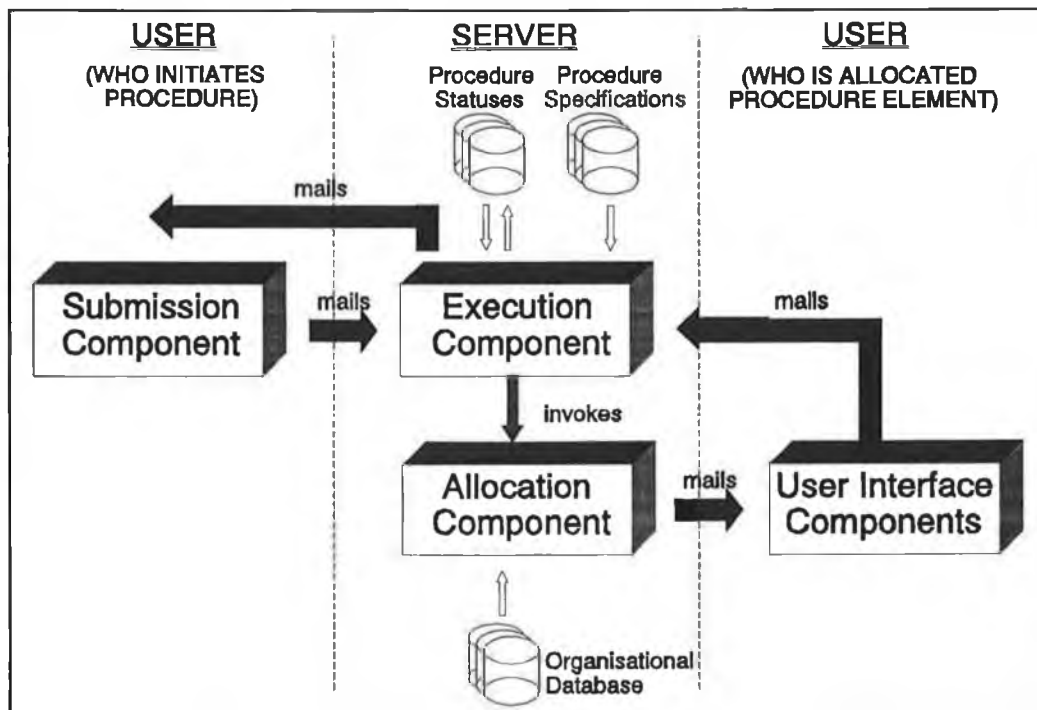 USER
(WHO INITIATES
PROCEDURE)
SERVER
Procedure
Statuses
Procedure
Specifications
USER
(WHO IS ALLOCATED
PROCEDURE ELEMENT)
mails
Submission
Component
mails
Execution
Component
mails
invokes
Allocation
Component
mails
User Interface
Components
Organisational
Database